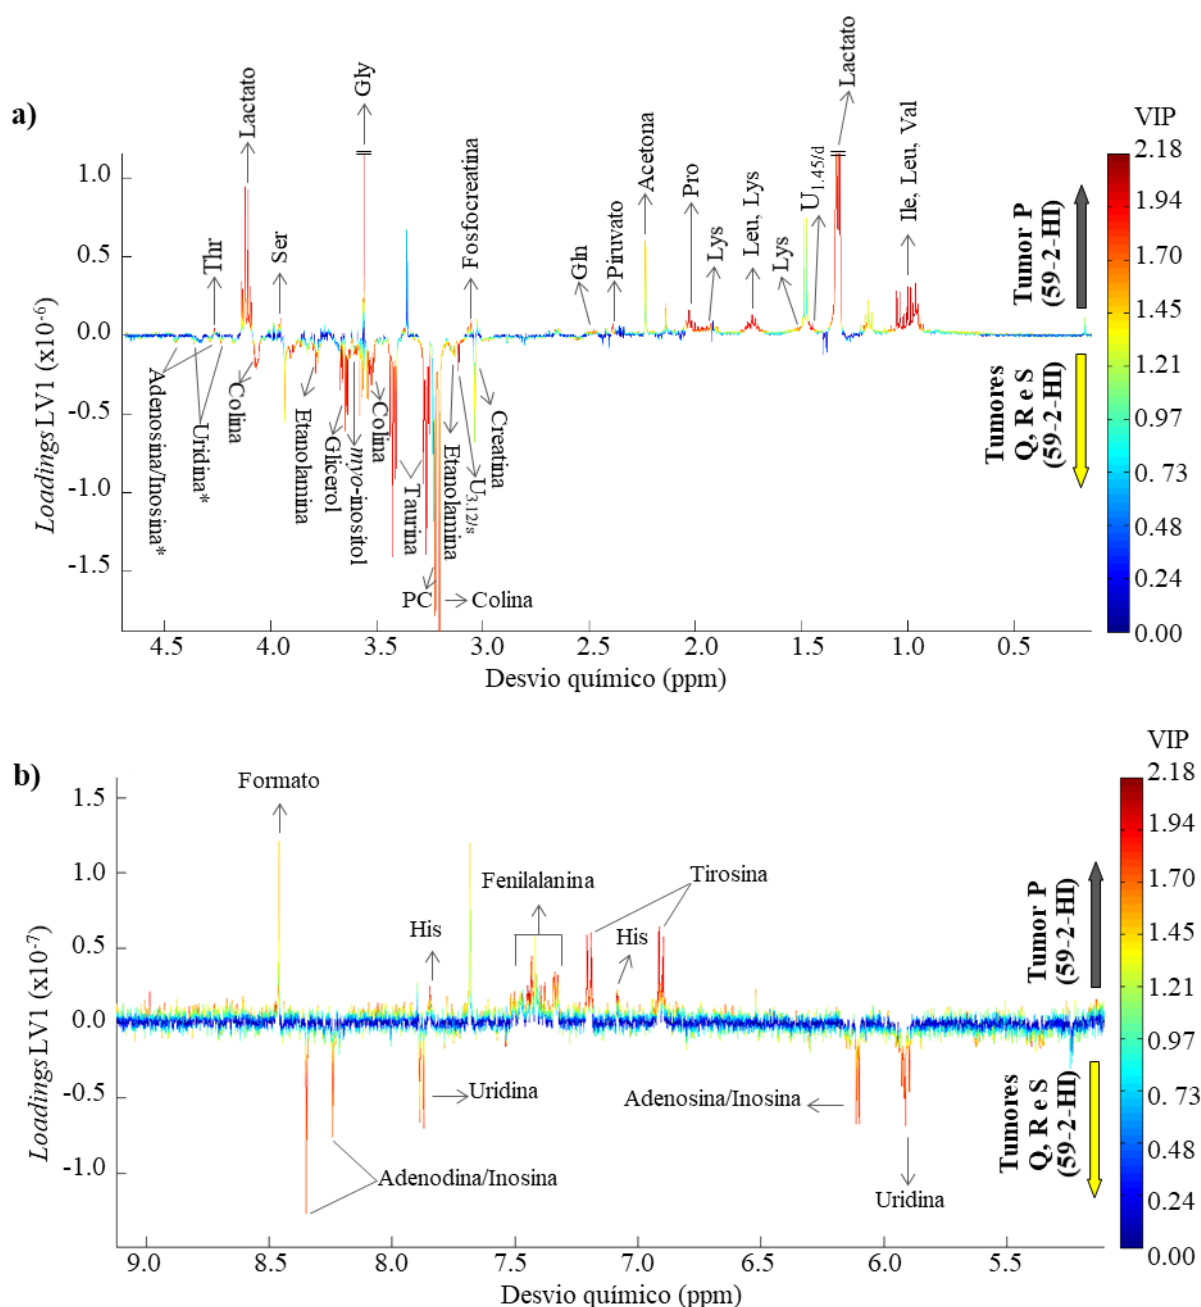 a)
Lactato
Gly
Lactato
VIP
Thr
Ser
Fosfocreatina
Gln
Piruvato
Acetona
Pro
Lys
Leu, Lys
Lys
U1.45/d
Ile, Leu, Val
Tumor P
(59-2-HI)
Tumores
Q, R e S
(59-2-HI)
2.18
1.94
1.70
1.45
1.21
0.97
0.73
0.48
0.24
0.00
Loadings LV1 (x10-6)
1.0
0.5
0.0
-0.5
-1.0
-1.5
Adenosina/Inosina*
Uridina*
Colina
Etanolamina
Glicerol
myo-inositol
Colina
Taurina
PC
Colina
Etanolamina
U3.12/s
Creatina
4.5 4.0 3.5 3.0 2.5 2.0 1.5 1.0 0.5
Desvio químico (ppm)
b)
VIP
Formato
His
Fenilalanina
Tirosina
His
Tumor P
(59-2-HI)
Tumores
Q, R e S
(59-2-HI)
2.18
1.94
1.70
1.45
1.21
0.97
0.73
0.48
0.24
0.00
Loadings LV1 (x10-7)
1.5
1.0
0.5
0.0
-0.5
-1.0
Uridina
Adenosina/Inosina
Adenodina/Inosina
Uridina
9.0 8.5 8.0 7.5 7.0 6.5 6.0 5.5
Desvio químico (ppm)